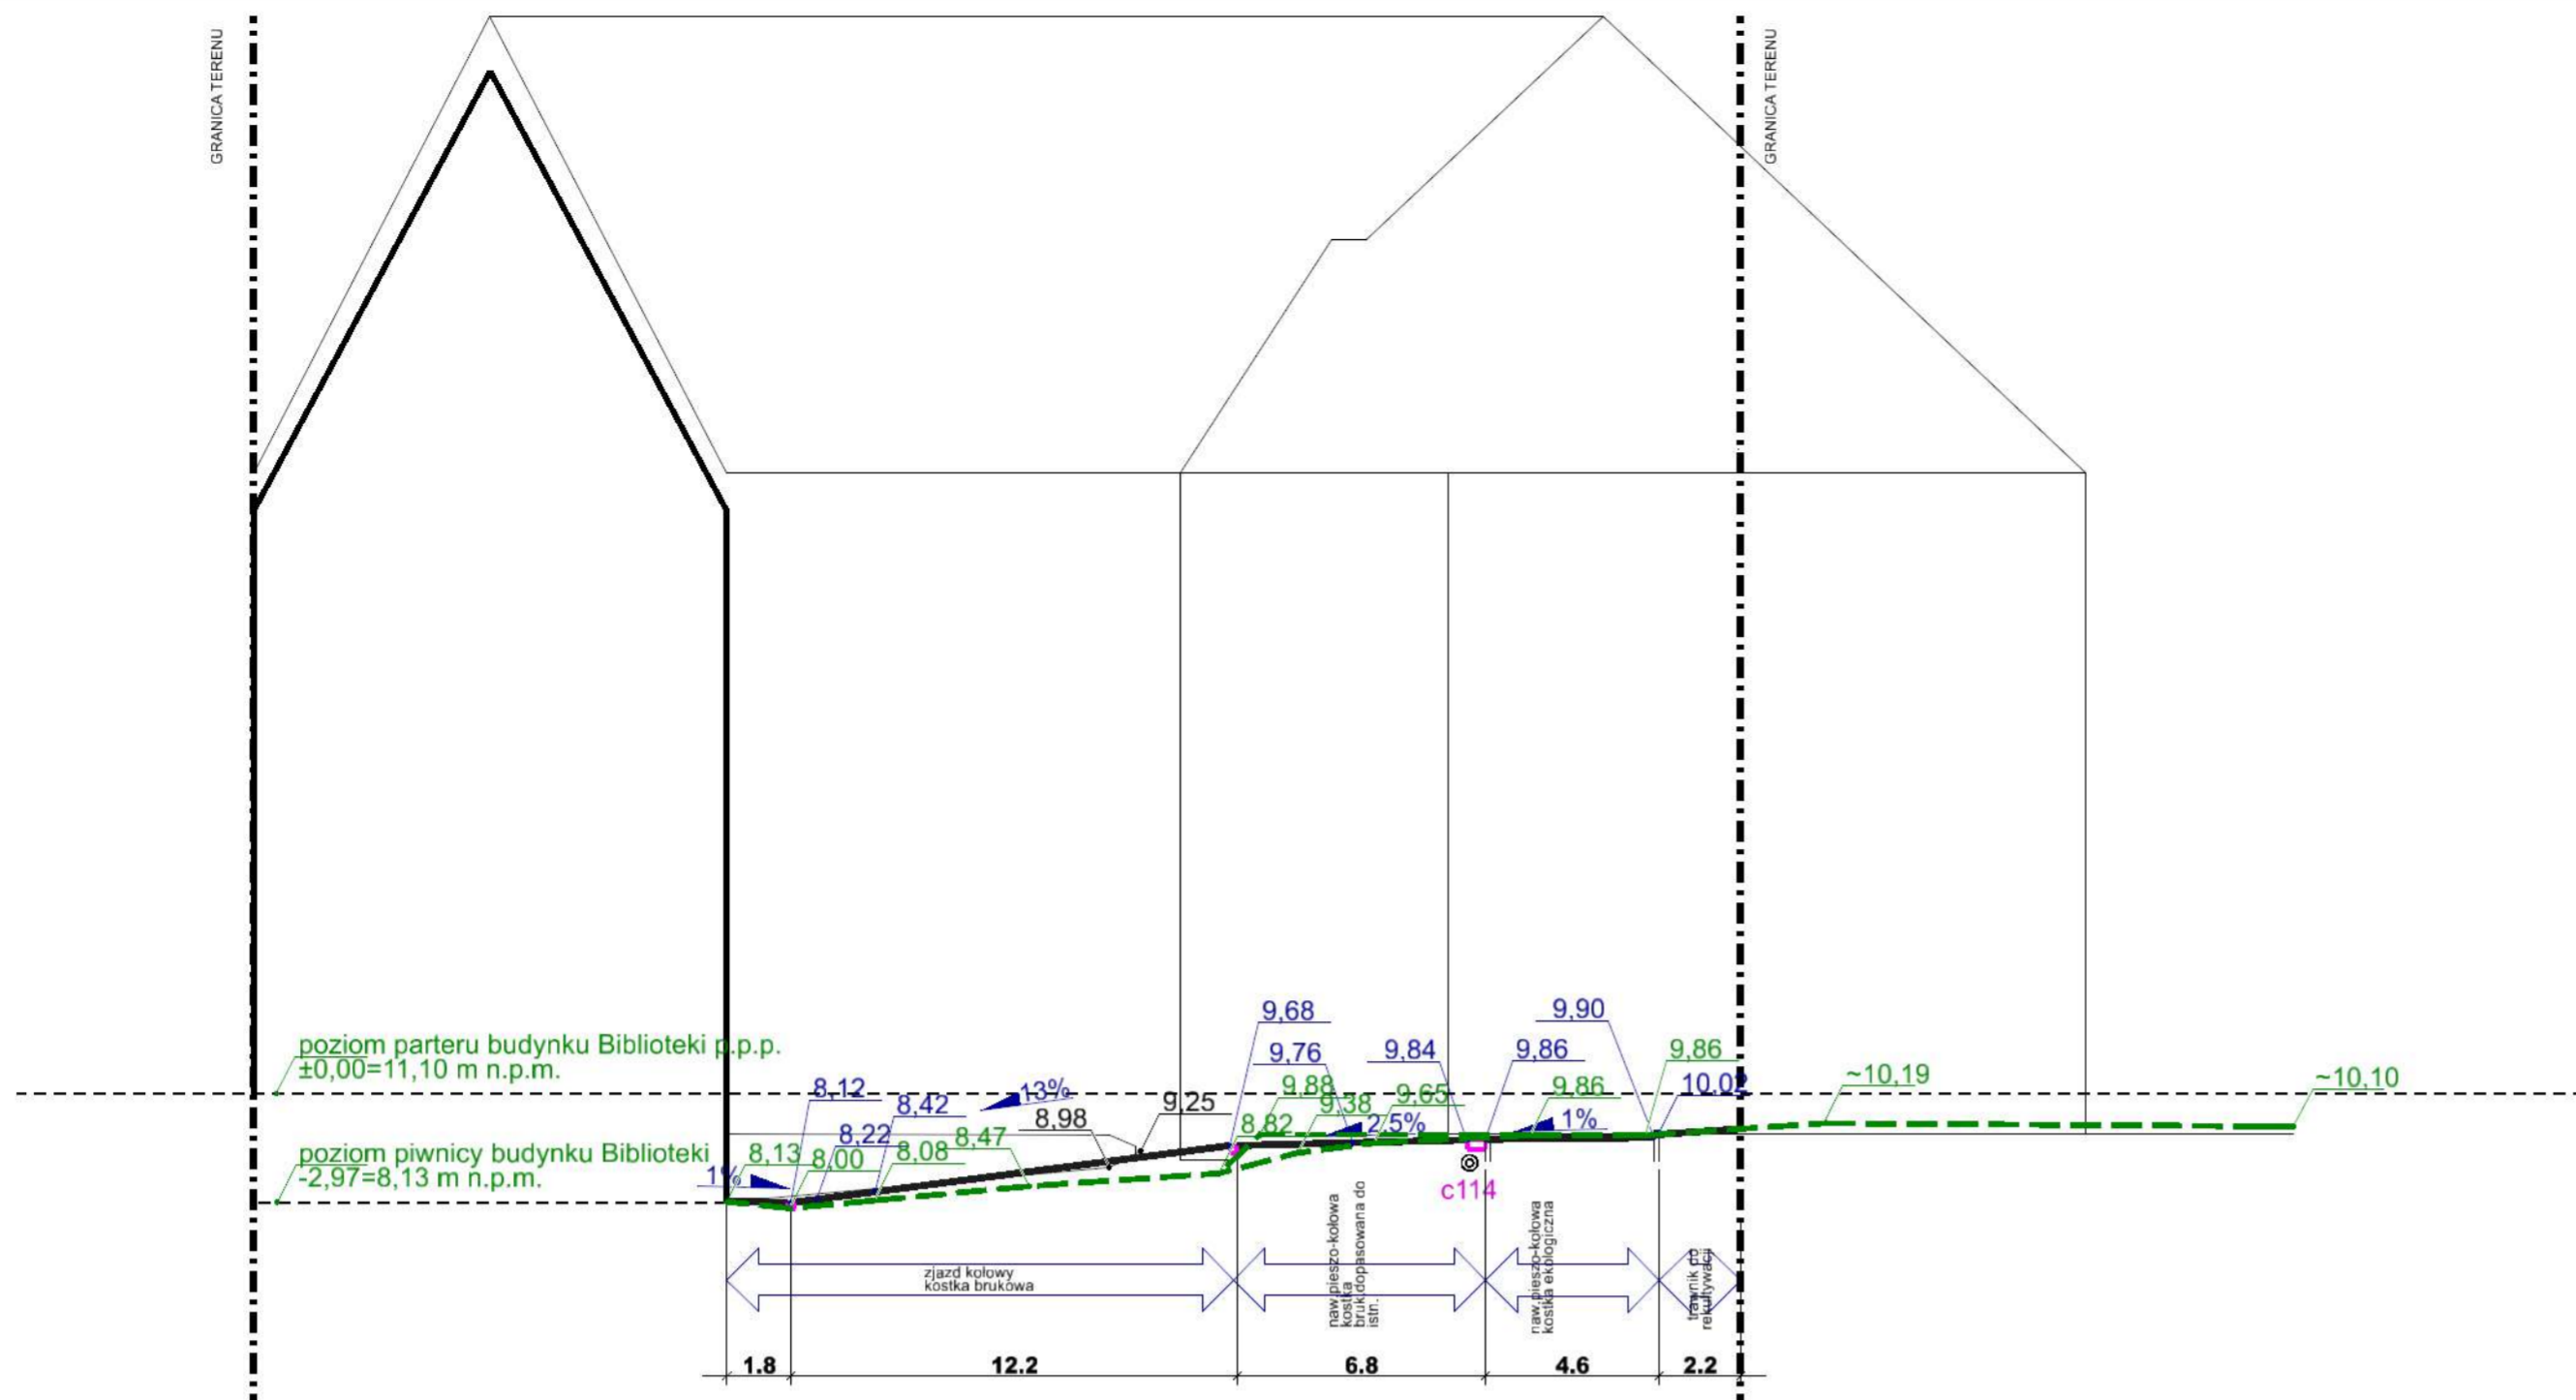 GRANICA TERENU
GRANICA TERENU
9,68
9,90
poziom parteru budynku Biblioteki p.p.p.
±0,00=11,10 m n.p.m.
9,76
9,84
9,86
9,86
~10,19
~10,10
8,12
13%
9,88
9,86
10,02
8,42
8,98
9,25
9,38
9,65
8,22
8,47
8,82
2,5%
1%
poziom piwnicy budynku Biblioteki
-2,97=8,13 m n.p.m.
1%
8,13
8,00
8,08
c114
zjazd kołowy
kostka brukowa
naw.pieszo-kołowa
kostka
bruk.dopasowana do
istn.
naw.pieszo-kołowa
kostka ekologiczna
trawnik do
rekultywacji
1.8
12.2
6.8
4.6
2.2